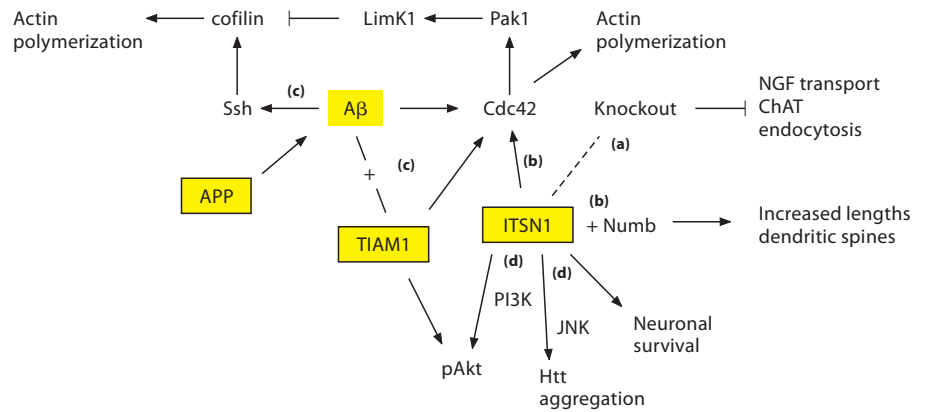 Actin
polymerization
cofilin
LimK1
Pak1
Actin
polymerization
Ssh
(c)
Aβ
Cdc42
Knockout
NGF transport
ChAT
endocytosis
(a)
(b)
+
(c)
APP
TIAM1
ITSN1
(b)
+ Numb
Increased lengths
dendritic spines
(d)
(d)
PI3K
JNK
Neuronal
survival
pAkt
Htt
aggregation